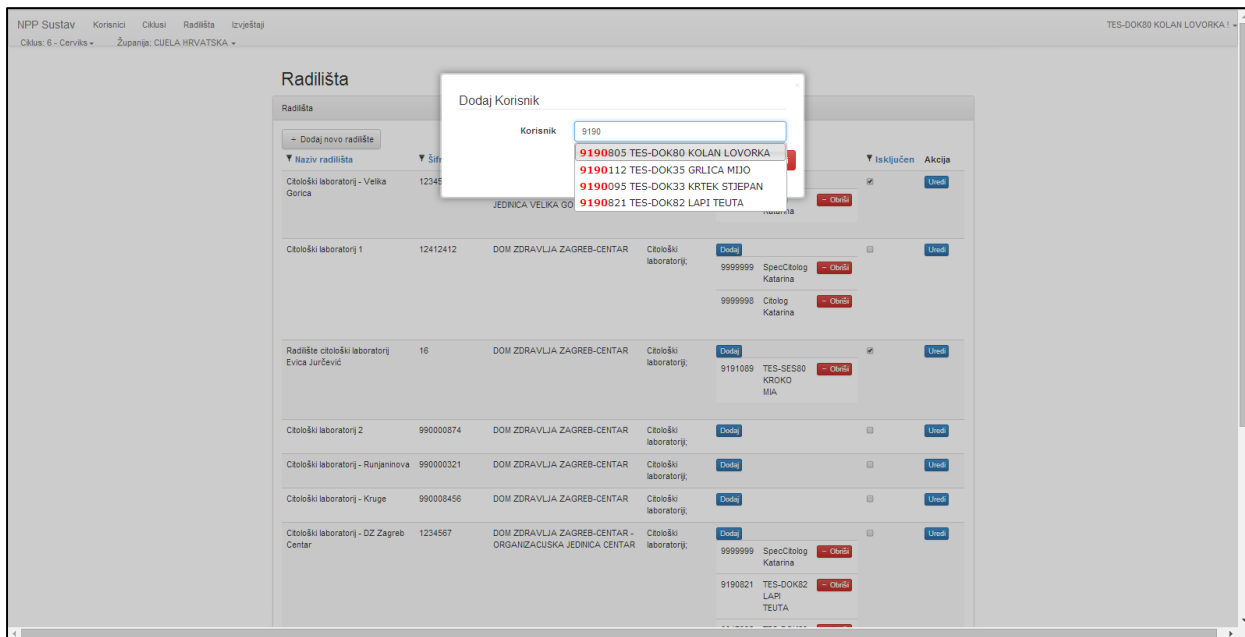 NPP Sustav Korisnici Ciklusi Radilišta Izvještaji TES-DOK80 KOLAN LOVORKA !
Ciklus: 6 - Cerviks Županija: CIJELA HRVATSKA
Radilišta
Radilišta
Dodaj Korisnik
×
Korisnik 9190
9190805 TES-DOK80 KOLAN LOVORKA
9190112 TES-DOK35 GRLICA MIJO
9190095 TES-DOK33 KRTEK STJEPAN
9190821 TES-DOK82 LAPI TEUTA
+ Dodaj novo radilište
Naziv radilišta Šif Isključen Akcija
Citološki laboratorij - Velika 12345 Uredi
Gorica
JEDINICA VELIKA GO Katarina − Obriši
Citološki laboratorij 1 12412412 DOM ZDRAVLJA ZAGREB-CENTAR Citološki Dodaj Uredi
laboratoriji;
9999999 SpecCitolog − Obriši
Katarina
9999998 Citolog − Obriši
Katarina
Radilište citološki laboratorij 16 DOM ZDRAVLJA ZAGREB-CENTAR Citološki Dodaj Uredi
Evica Jurčević laboratoriji;
9191089 TES-SES80 − Obriši
KROKO
MIA
Citološki laboratorij 2 990000874 DOM ZDRAVLJA ZAGREB-CENTAR Citološki Dodaj Uredi
laboratoriji;
Citološki laboratorij - Runjaninova 990000321 DOM ZDRAVLJA ZAGREB-CENTAR Citološki Dodaj Uredi
laboratoriji;
Citološki laboratorij - Kruge 990008456 DOM ZDRAVLJA ZAGREB-CENTAR Citološki Dodaj Uredi
laboratoriji;
Citološki laboratorij - DZ Zagreb 1234567 DOM ZDRAVLJA ZAGREB-CENTAR - Citološki Dodaj Uredi
Centar ORGANIZACIJSKA JEDINICA CENTAR laboratoriji;
9999999 SpecCitolog − Obriši
Katarina
9190821 TES-DOK82 − Obriši
LAPI
TEUTA